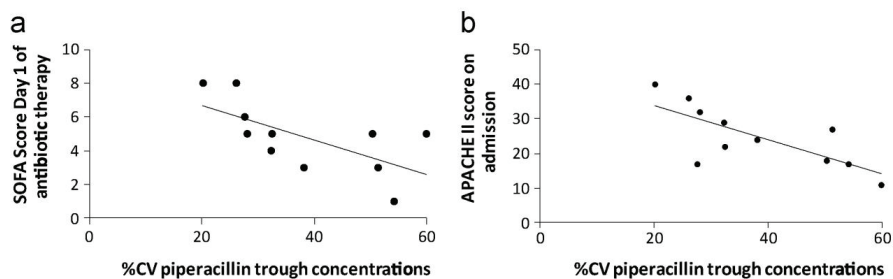 a
SOFA Score Day 1 of
antibiotic therapy
10
8
6
4
2
0
0 20 40 60
%CV piperacillin trough concentrations
b
APACHE II score on
admission
50
40
30
20
10
0
0 20 40 60
%CV piperacillin trough concentrations